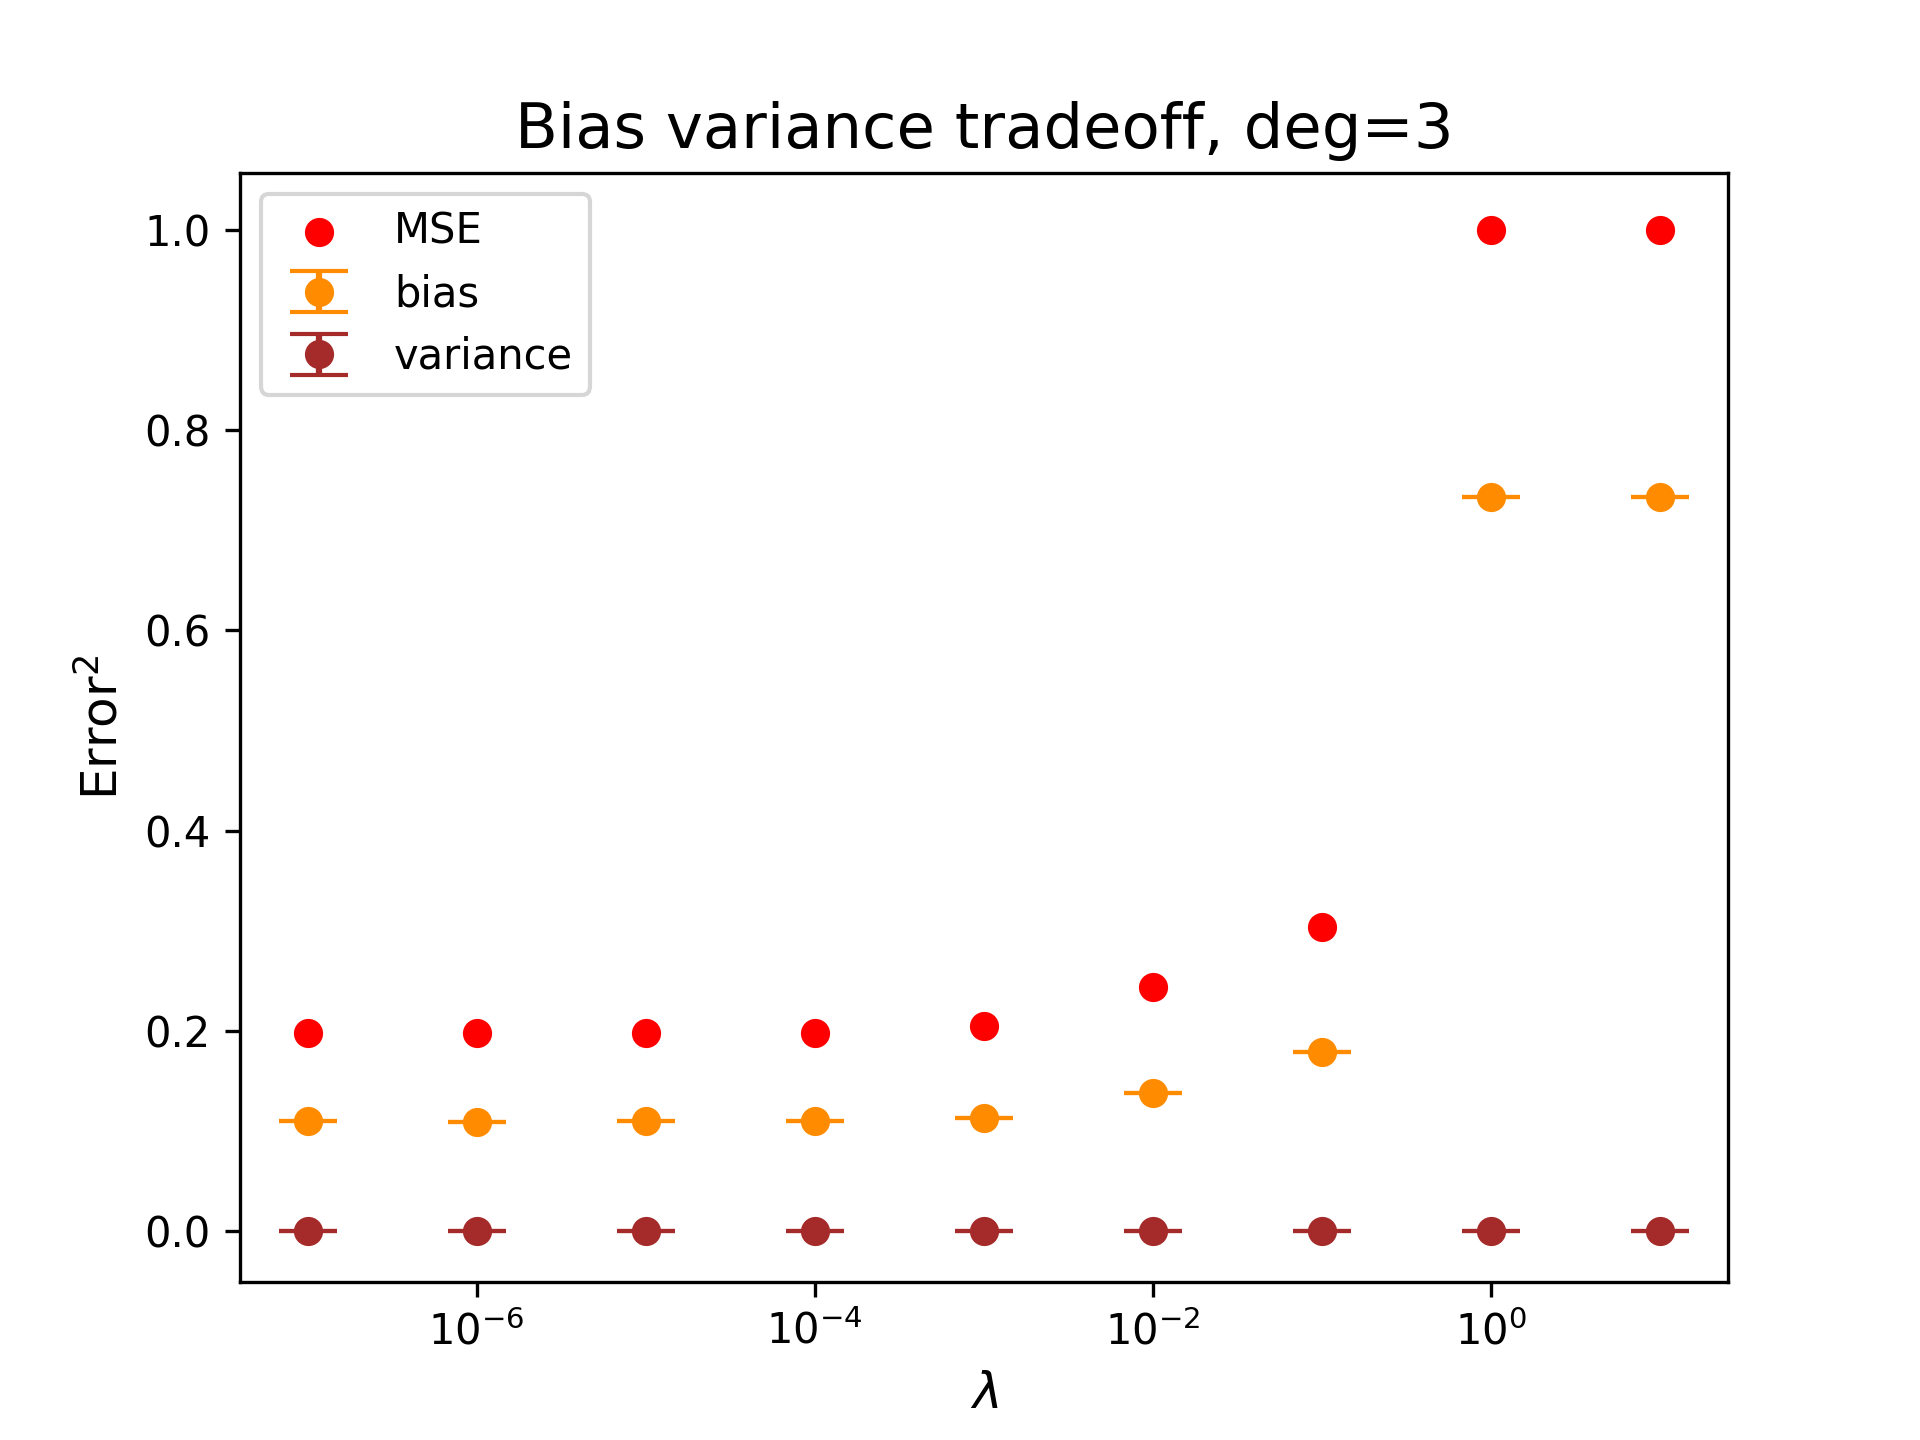 Bias variance tradeoff, deg=3
MSE
bias
variance
1.0
0.8
0.6
0.4
0.2
0.0
Error²
10⁻⁶ 10⁻⁴ 10⁻² 10⁰
λ